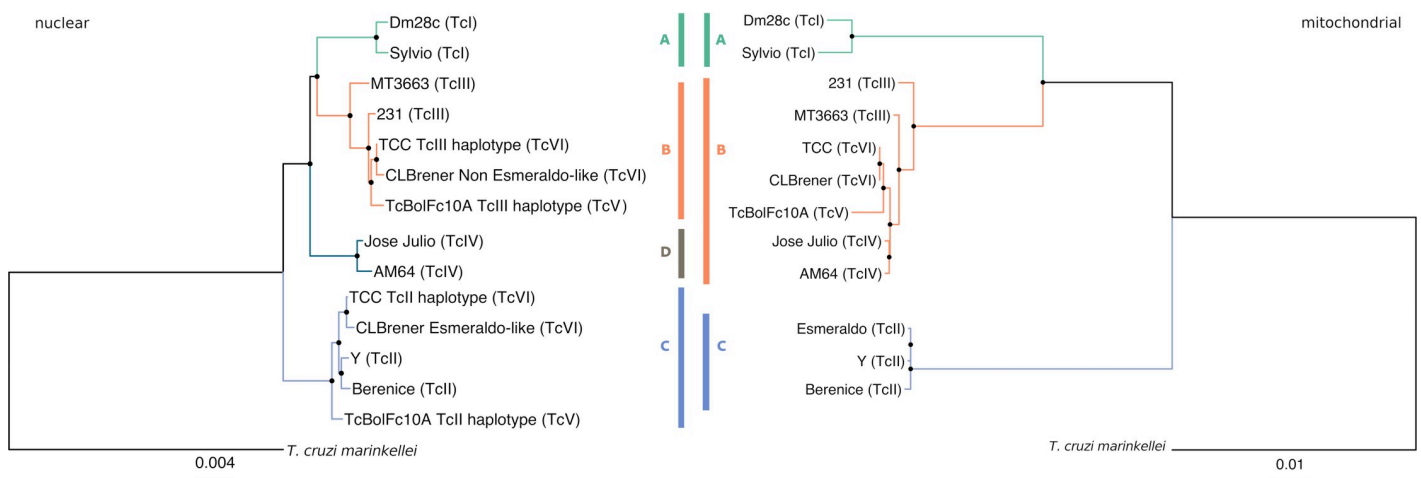 nuclear
Dm28c (TcI)
Sylvio (TcI)
MT3663 (TcIII)
231 (TcIII)
TCC TcIII haplotype (TcVI)
CLBrener Non Esmeraldo-like (TcVI)
TcBolFc10A TcIII haplotype (TcV)
Jose Julio (TcIV)
AM64 (TcIV)
TCC TcII haplotype (TcVI)
CLBrener Esmeraldo-like (TcVI)
Y (TcII)
Berenice (TcII)
TcBolFc10A TcII haplotype (TcV)
T. cruzi marinkellei
0.004
A
B
D
C
A
B
C
mitochondrial
Dm28c (TcI)
Sylvio (TcI)
231 (TcIII)
MT3663 (TcIII)
TCC (TcVI)
CLBrener (TcVI)
TcBolFc10A (TcV)
Jose Julio (TcIV)
AM64 (TcIV)
Esmeraldo (TcII)
Y (TcII)
Berenice (TcII)
T. cruzi marinkellei
0.01